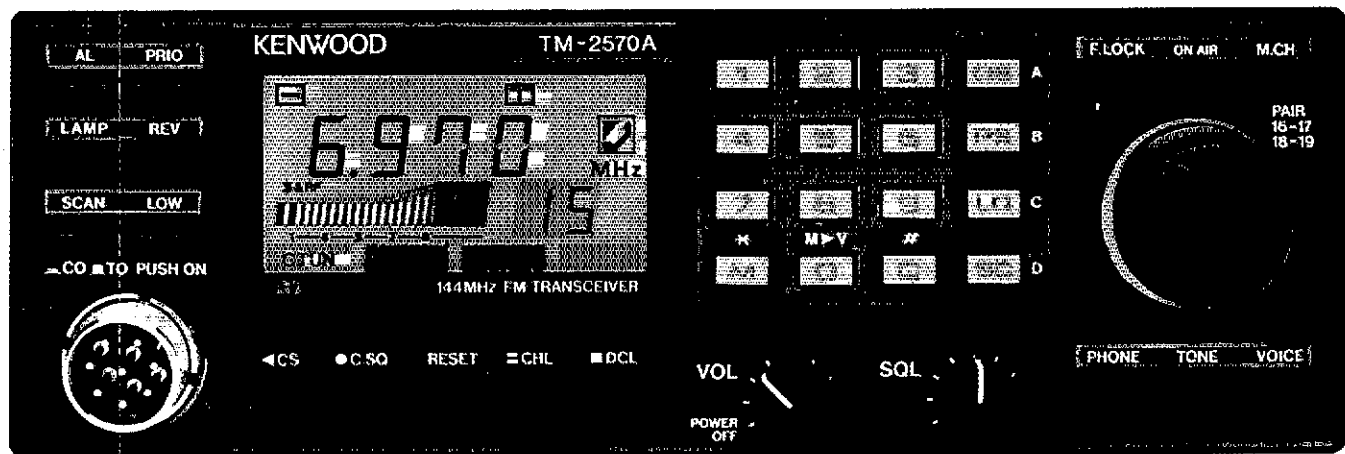 AL PRIO
LAMP REV
SCAN LOW
CO TO PUSH ON
KENWOOD TM-2570A
6.970
MHz
15
144MHz FM TRANSCEIVER
◀CS ●C.SQ RESET CHL ■DCL
A
B
C
* M▶V #
D
VOL
POWER
OFF
SQL
F.LOCK ON AIR M.CH
PAIR
16-17
18-19
PHONE TONE VOICE